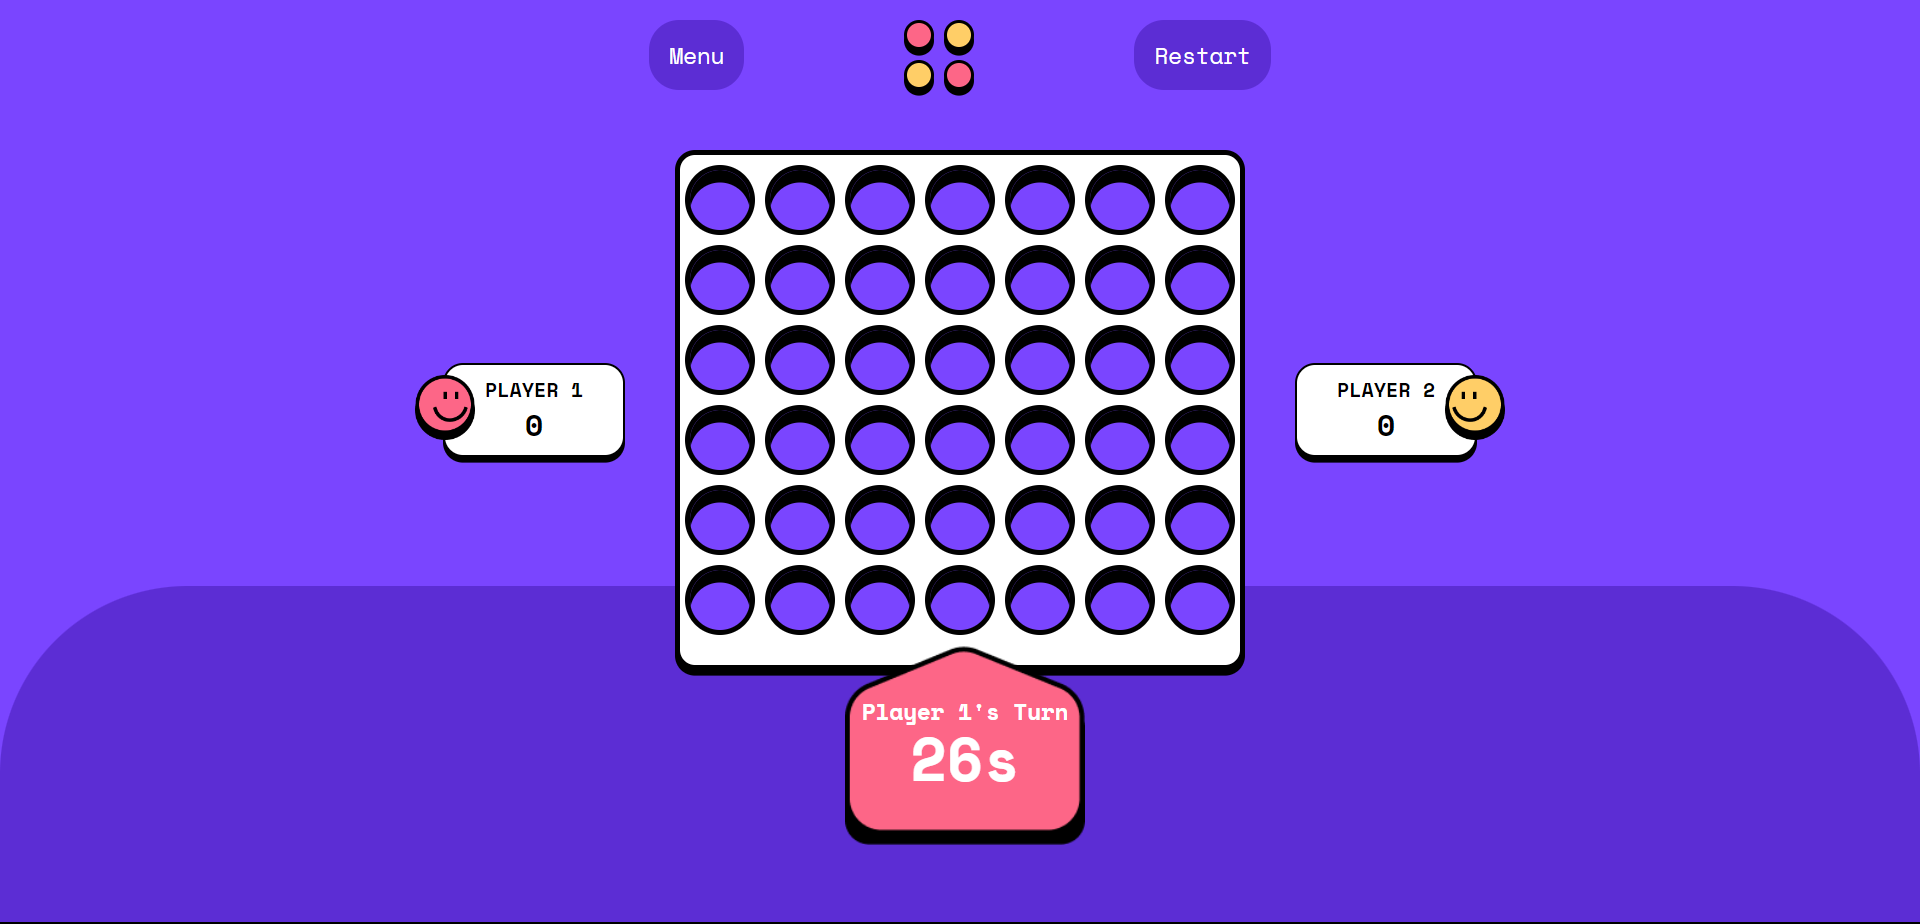 Menu
Restart
PLAYER 1
0
PLAYER 2
0
Player 1's Turn
26s